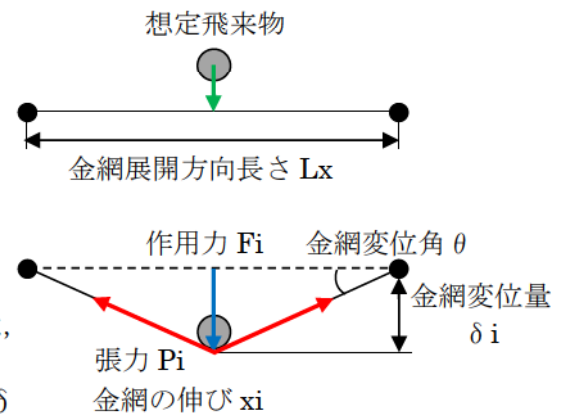 想定飛来物
金網展開方向長さ Lx
作用力 Fi
金網変位角 θ
金網変位量
δ i
,
張力 Pi
δ
金網の伸び xi